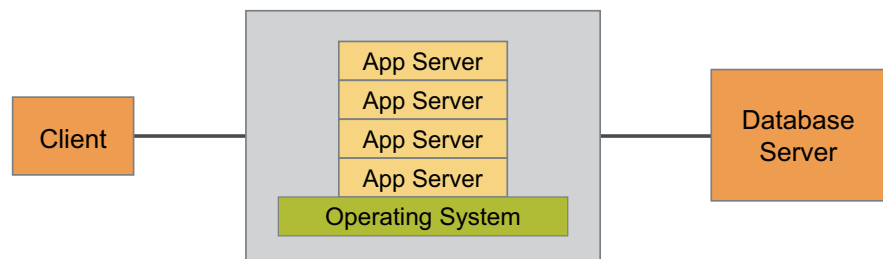 Client
App Server
App Server
App Server
App Server
Operating System
Database
Server